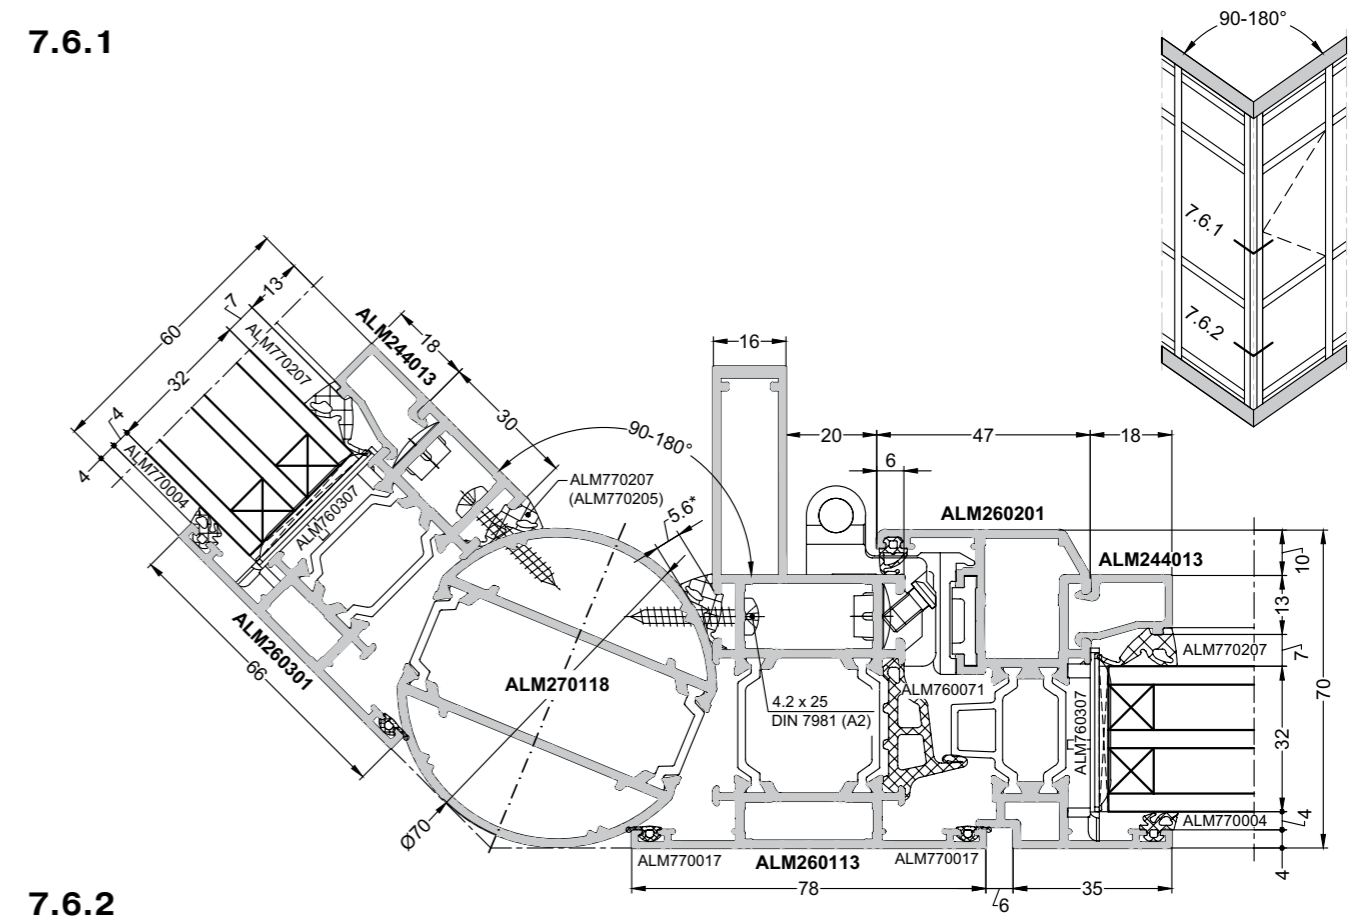 7.6.1
90-180°
7.6.1
7.6.2
60
13
7
ALM770207
32
4
ALM770004
4
ALM244013
18
30
ALM760307
90-180°
ALM770207
(ALM770205)
5.6*
16
20
47
18
6
ALM260201
ALM244013
10
13
ALM770207
7
70
32
ALM760307
ALM760071
ALM260301
66
ALM270118
4.2 x 25
DIN 7981 (A2)
Ø70
ALM770004
4
4
ALM770017
ALM260113
ALM770017
78
6
35
7.6.2